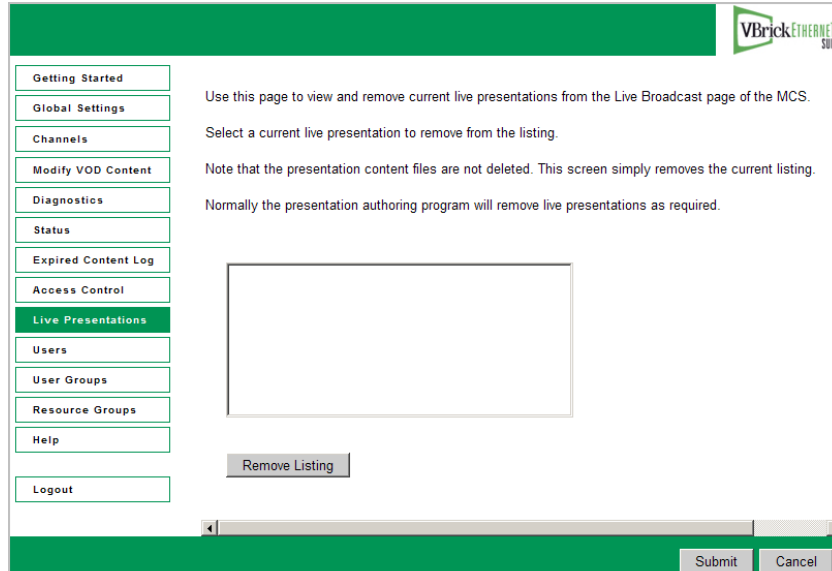 VBrick ETHERNET
Getting Started
Global Settings
Channels
Modify VOD Content
Diagnostics
Status
Expired Content Log
Access Control
Live Presentations
Users
User Groups
Resource Groups
Help
Logout
Use this page to view and remove current live presentations from the Live Broadcast page of the MCS.
Select a current live presentation to remove from the listing.
Note that the presentation content files are not deleted. This screen simply removes the current listing.
Normally the presentation authoring program will remove live presentations as required.
Remove Listing
Submit
Cancel